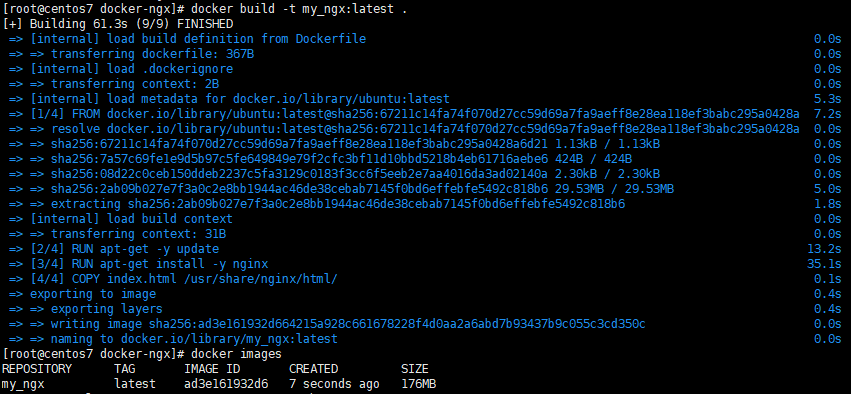 [root@centos7 docker-ngx]# docker build -t my_ngx:latest .
[+] Building 61.3s (9/9) FINISHED
=> [internal] load build definition from Dockerfile 0.0s
=> => transferring dockerfile: 367B 0.0s
=> [internal] load .dockerignore 0.0s
=> => transferring context: 2B 0.0s
=> [internal] load metadata for docker.io/library/ubuntu:latest 5.3s
=> [1/4] FROM docker.io/library/ubuntu:latest@sha256:67211c14fa74f070d27cc59d69a7fa9aeff8e28ea118ef3babc295a0428a 7.2s
=> => resolve docker.io/library/ubuntu:latest@sha256:67211c14fa74f070d27cc59d69a7fa9aeff8e28ea118ef3babc295a0428a 0.0s
=> => sha256:67211c14fa74f070d27cc59d69a7fa9aeff8e28ea118ef3babc295a0428a6d21 1.13kB / 1.13kB 0.0s
=> => sha256:7a57c69fe1e9d5b97c5fe649849e79f2cfc3bf11d10bbd5218b4eb61716aebe6 424B / 424B 0.0s
=> => sha256:08d22c0ceb150ddeb2237c5fa3129c0183f3cc6f5eeb2e7aa4016da3ad02140a 2.30kB / 2.30kB 0.0s
=> => sha256:2ab09b027e7f3a0c2e8bb1944ac46de38cebab7145f0bd6effebfe5492c818b6 29.53MB / 29.53MB 5.0s
=> => extracting sha256:2ab09b027e7f3a0c2e8bb1944ac46de38cebab7145f0bd6effebfe5492c818b6 1.8s
=> [internal] load build context 0.0s
=> => transferring context: 31B 0.0s
=> [2/4] RUN apt-get -y update 13.2s
=> [3/4] RUN apt-get install -y nginx 35.1s
=> [4/4] COPY index.html /usr/share/nginx/html/ 0.1s
=> exporting to image 0.4s
=> => exporting layers 0.4s
=> => writing image sha256:ad3e161932d664215a928c661678228f4d0aa2a6abd7b93437b9c055c3cd350c 0.0s
=> => naming to docker.io/library/my_ngx:latest 0.0s
[root@centos7 docker-ngx]# docker images
REPOSITORY TAG IMAGE ID CREATED SIZE
my_ngx latest ad3e161932d6 7 seconds ago 176MB